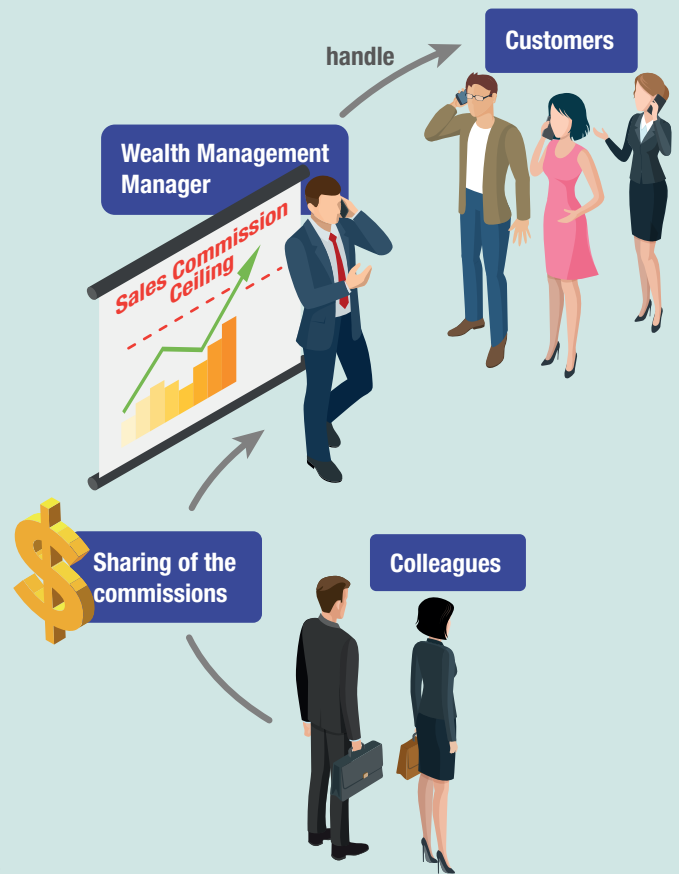 handle
Customers
Wealth Management
Manager
Sales Commission
Ceiling
Sharing of the
commissions
Colleagues